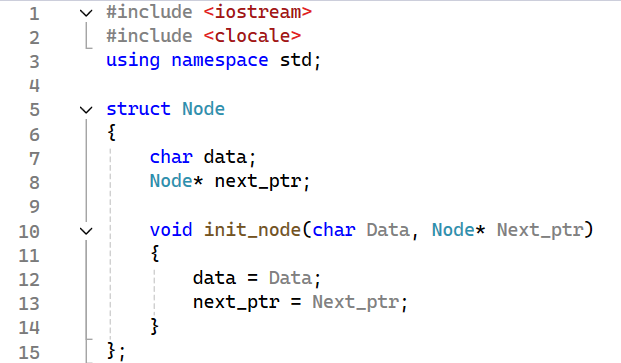 1 #include <iostream>
2 #include <clocale>
3 using namespace std;
4
5 struct Node
6 {
7 char data;
8 Node* next_ptr;
9
10 void init_node(char Data, Node* Next_ptr)
11 {
12 data = Data;
13 next_ptr = Next_ptr;
14 }
15 };